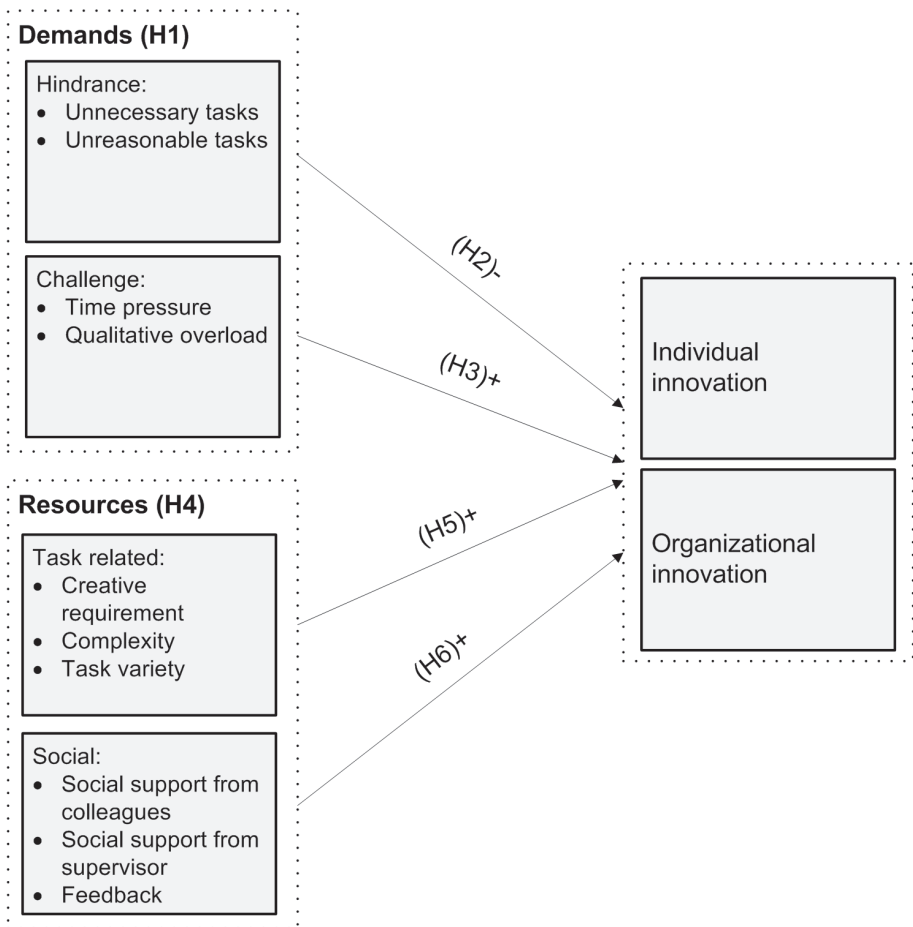 Demands (H1)
Hindrance:
• Unnecessary tasks
• Unreasonable tasks
Challenge:
• Time pressure
• Qualitative overload
Resources (H4)
Task related:
• Creative
requirement
• Complexity
• Task variety
Social:
• Social support from
colleagues
• Social support from
supervisor
• Feedback
(H2)-
(H3)+
(H5)+
(H6)+
Individual
innovation
Organizational
innovation